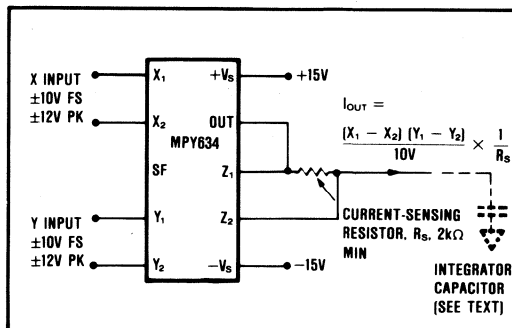 X INPUT
±10V FS
±12V PK
X₁
X₂
SF
Y INPUT
±10V FS
±12V PK
Y₁
Y₂
MPY634
+Vₛ
OUT
Z₁
Z₂
−Vₛ
+15V
−15V
I_OUT =
(X₁ − X₂) (Y₁ − Y₂)
10V
× 1
Rₛ
CURRENT-SENSING
RESISTOR, Rₛ, 2kΩ
MIN
INTEGRATOR
CAPACITOR
(SEE TEXT)